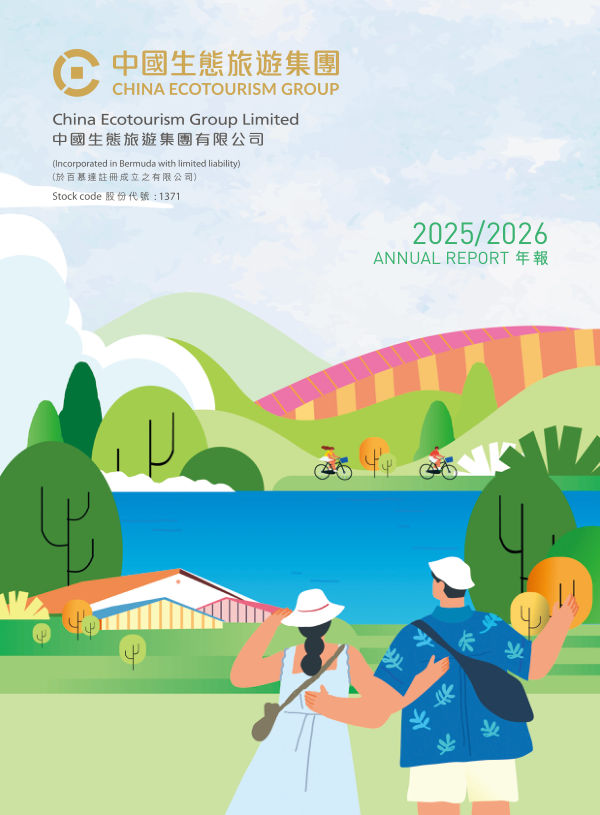 中國生態旅遊集團
CHINA ECOTOURISM GROUP
China Ecotourism Group Limited
中國生態旅遊集團有限公司
(Incorporated in Bermuda with limited liability)
(於百慕達註冊成立之有限公司)
Stock code 股份代號 : 1371
2025/2026
ANNUAL REPORT 年報